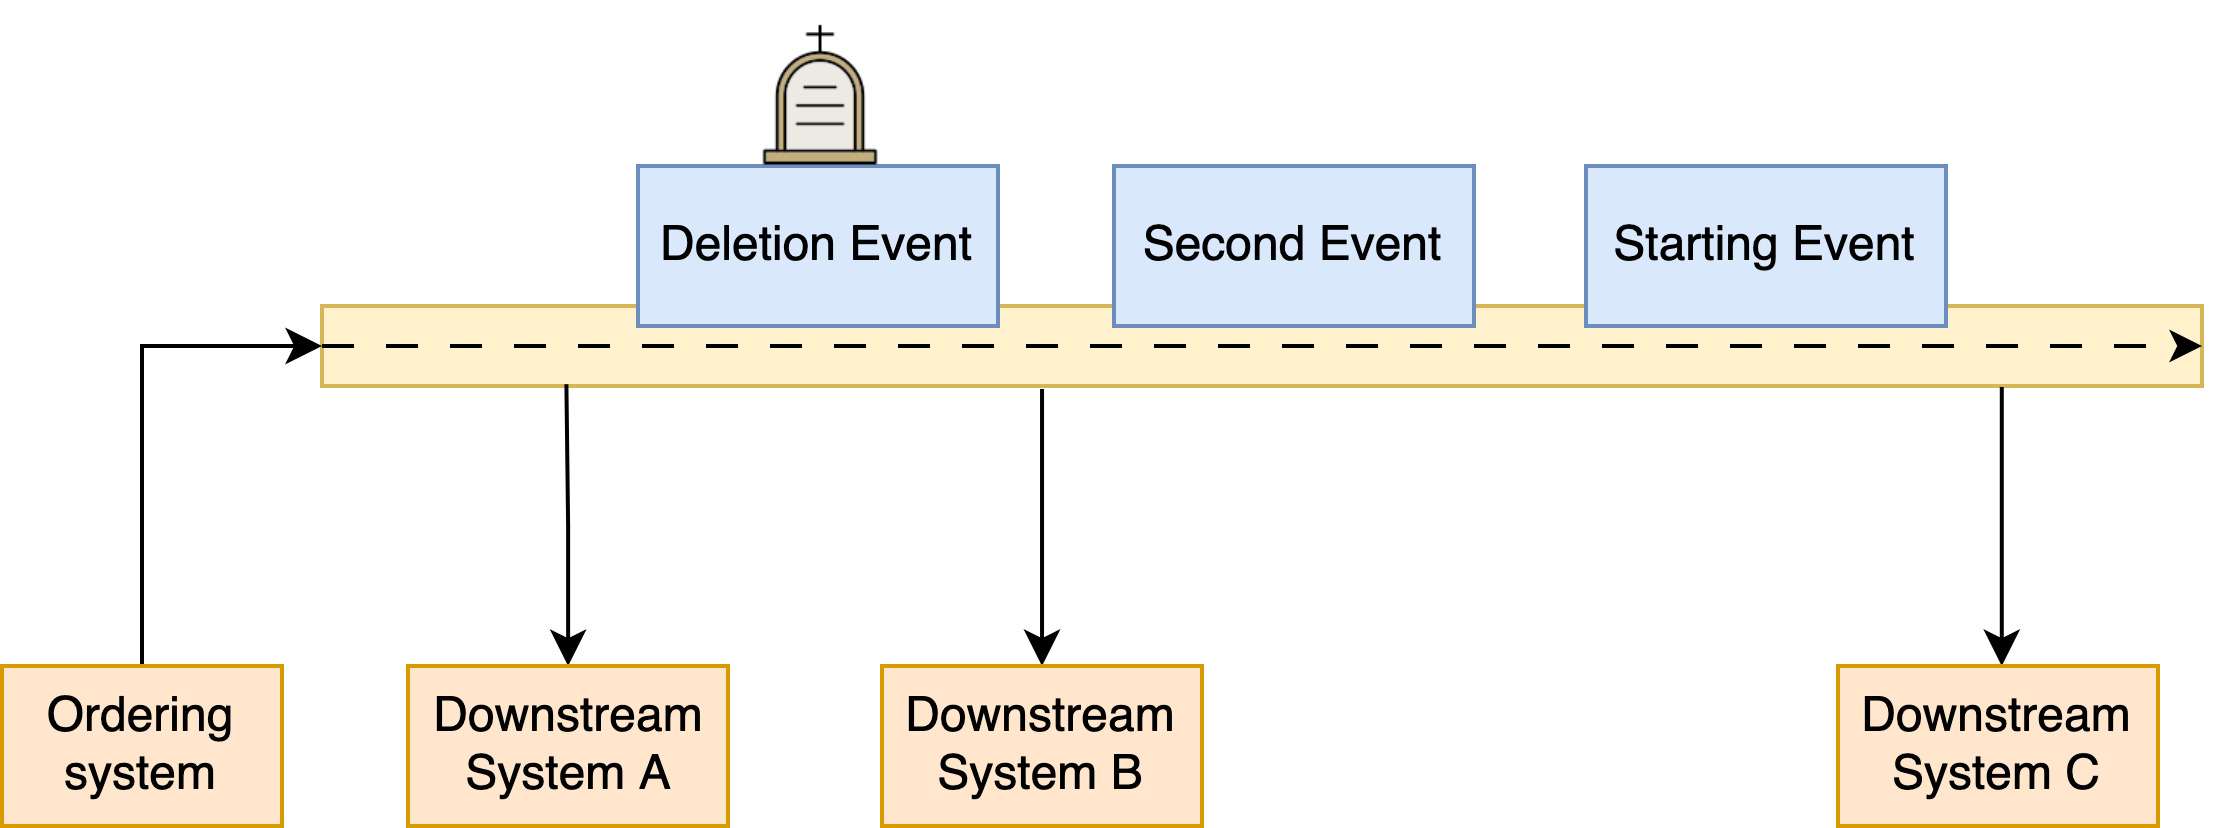 Deletion Event
Second Event
Starting Event
Ordering
system
Downstream
System A
Downstream
System B
Downstream
System C